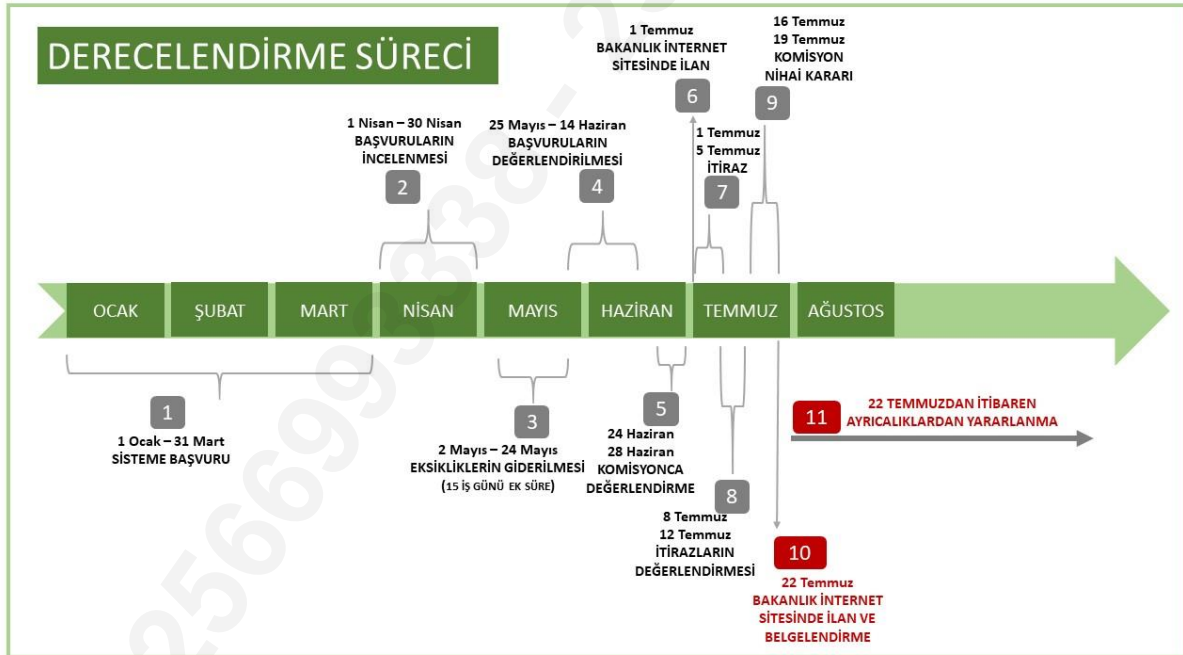 DERECELENDİRME SÜRECİ
1 Temmuz
BAKANLIK İNTERNET
SİTESİNDE İLAN
6
16 Temmuz
19 Temmuz
KOMİSYON
NİHAİ KARARI
9
1 Nisan – 30 Nisan
BAŞVURULARIN
İNCELENMESİ
2
25 Mayıs – 14 Haziran
BAŞVURULARIN
DEĞERLENDİRİLMESİ
4
1 Temmuz
5 Temmuz
İTİRAZ
7
OCAK
ŞUBAT
MART
NİSAN
MAYIS
HAZİRAN
TEMMUZ
AĞUSTOS
1
1 Ocak – 31 Mart
SİSTEME BAŞVURU
3
2 Mayıs – 24 Mayıs
EKSİKLİKLERİN GİDERİLMESİ
(15 İŞ GÜNÜ EK SÜRE)
5
24 Haziran
28 Haziran
KOMİSYONCA
DEĞERLENDİRME
8
8 Temmuz
12 Temmuz
İTİRAZLARIN
DEĞERLENDİRMESİ
10
22 Temmuz
BAKANLIK İNTERNET
SİTESİNDE İLAN VE
BELGELENDİRME
11
22 TEMMUZDAN İTİBAREN
AYRICALIKLARDAN YARARLANMA